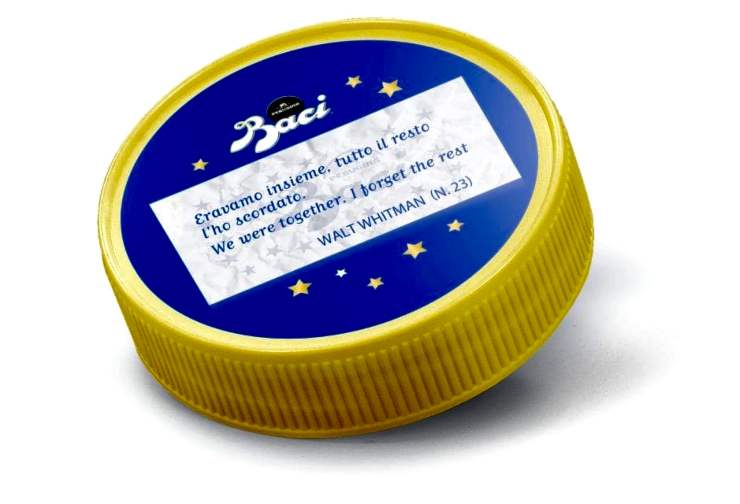 Baci
Eravamo insieme, tutto il resto
l'ho scordato.
We were together. I forget the rest
WALT WHITMAN (N. 23)